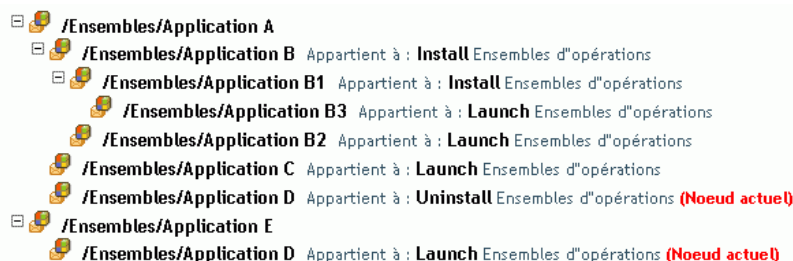 /Ensembles/Application A
/Ensembles/Application B Appartient à : Install Ensembles d"opérations
/Ensembles/Application B1 Appartient à : Install Ensembles d"opérations
/Ensembles/Application B3 Appartient à : Launch Ensembles d"opérations
/Ensembles/Application B2 Appartient à : Launch Ensembles d"opérations
/Ensembles/Application C Appartient à : Launch Ensembles d"opérations
/Ensembles/Application D Appartient à : Uninstall Ensembles d"opérations (Noeud actuel)
/Ensembles/Application E
/Ensembles/Application D Appartient à : Launch Ensembles d"opérations (Noeud actuel)